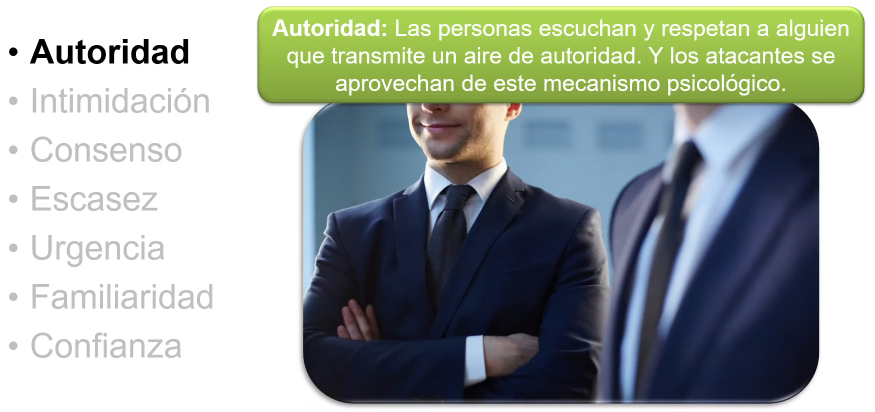 • Autoridad
• Intimidación
• Consenso
• Escasez
• Urgencia
• Familiaridad
• Confianza
Autoridad: Las personas escuchan y respetan a alguien
que transmite un aire de autoridad. Y los atacantes se
aprovechan de este mecanismo psicológico.